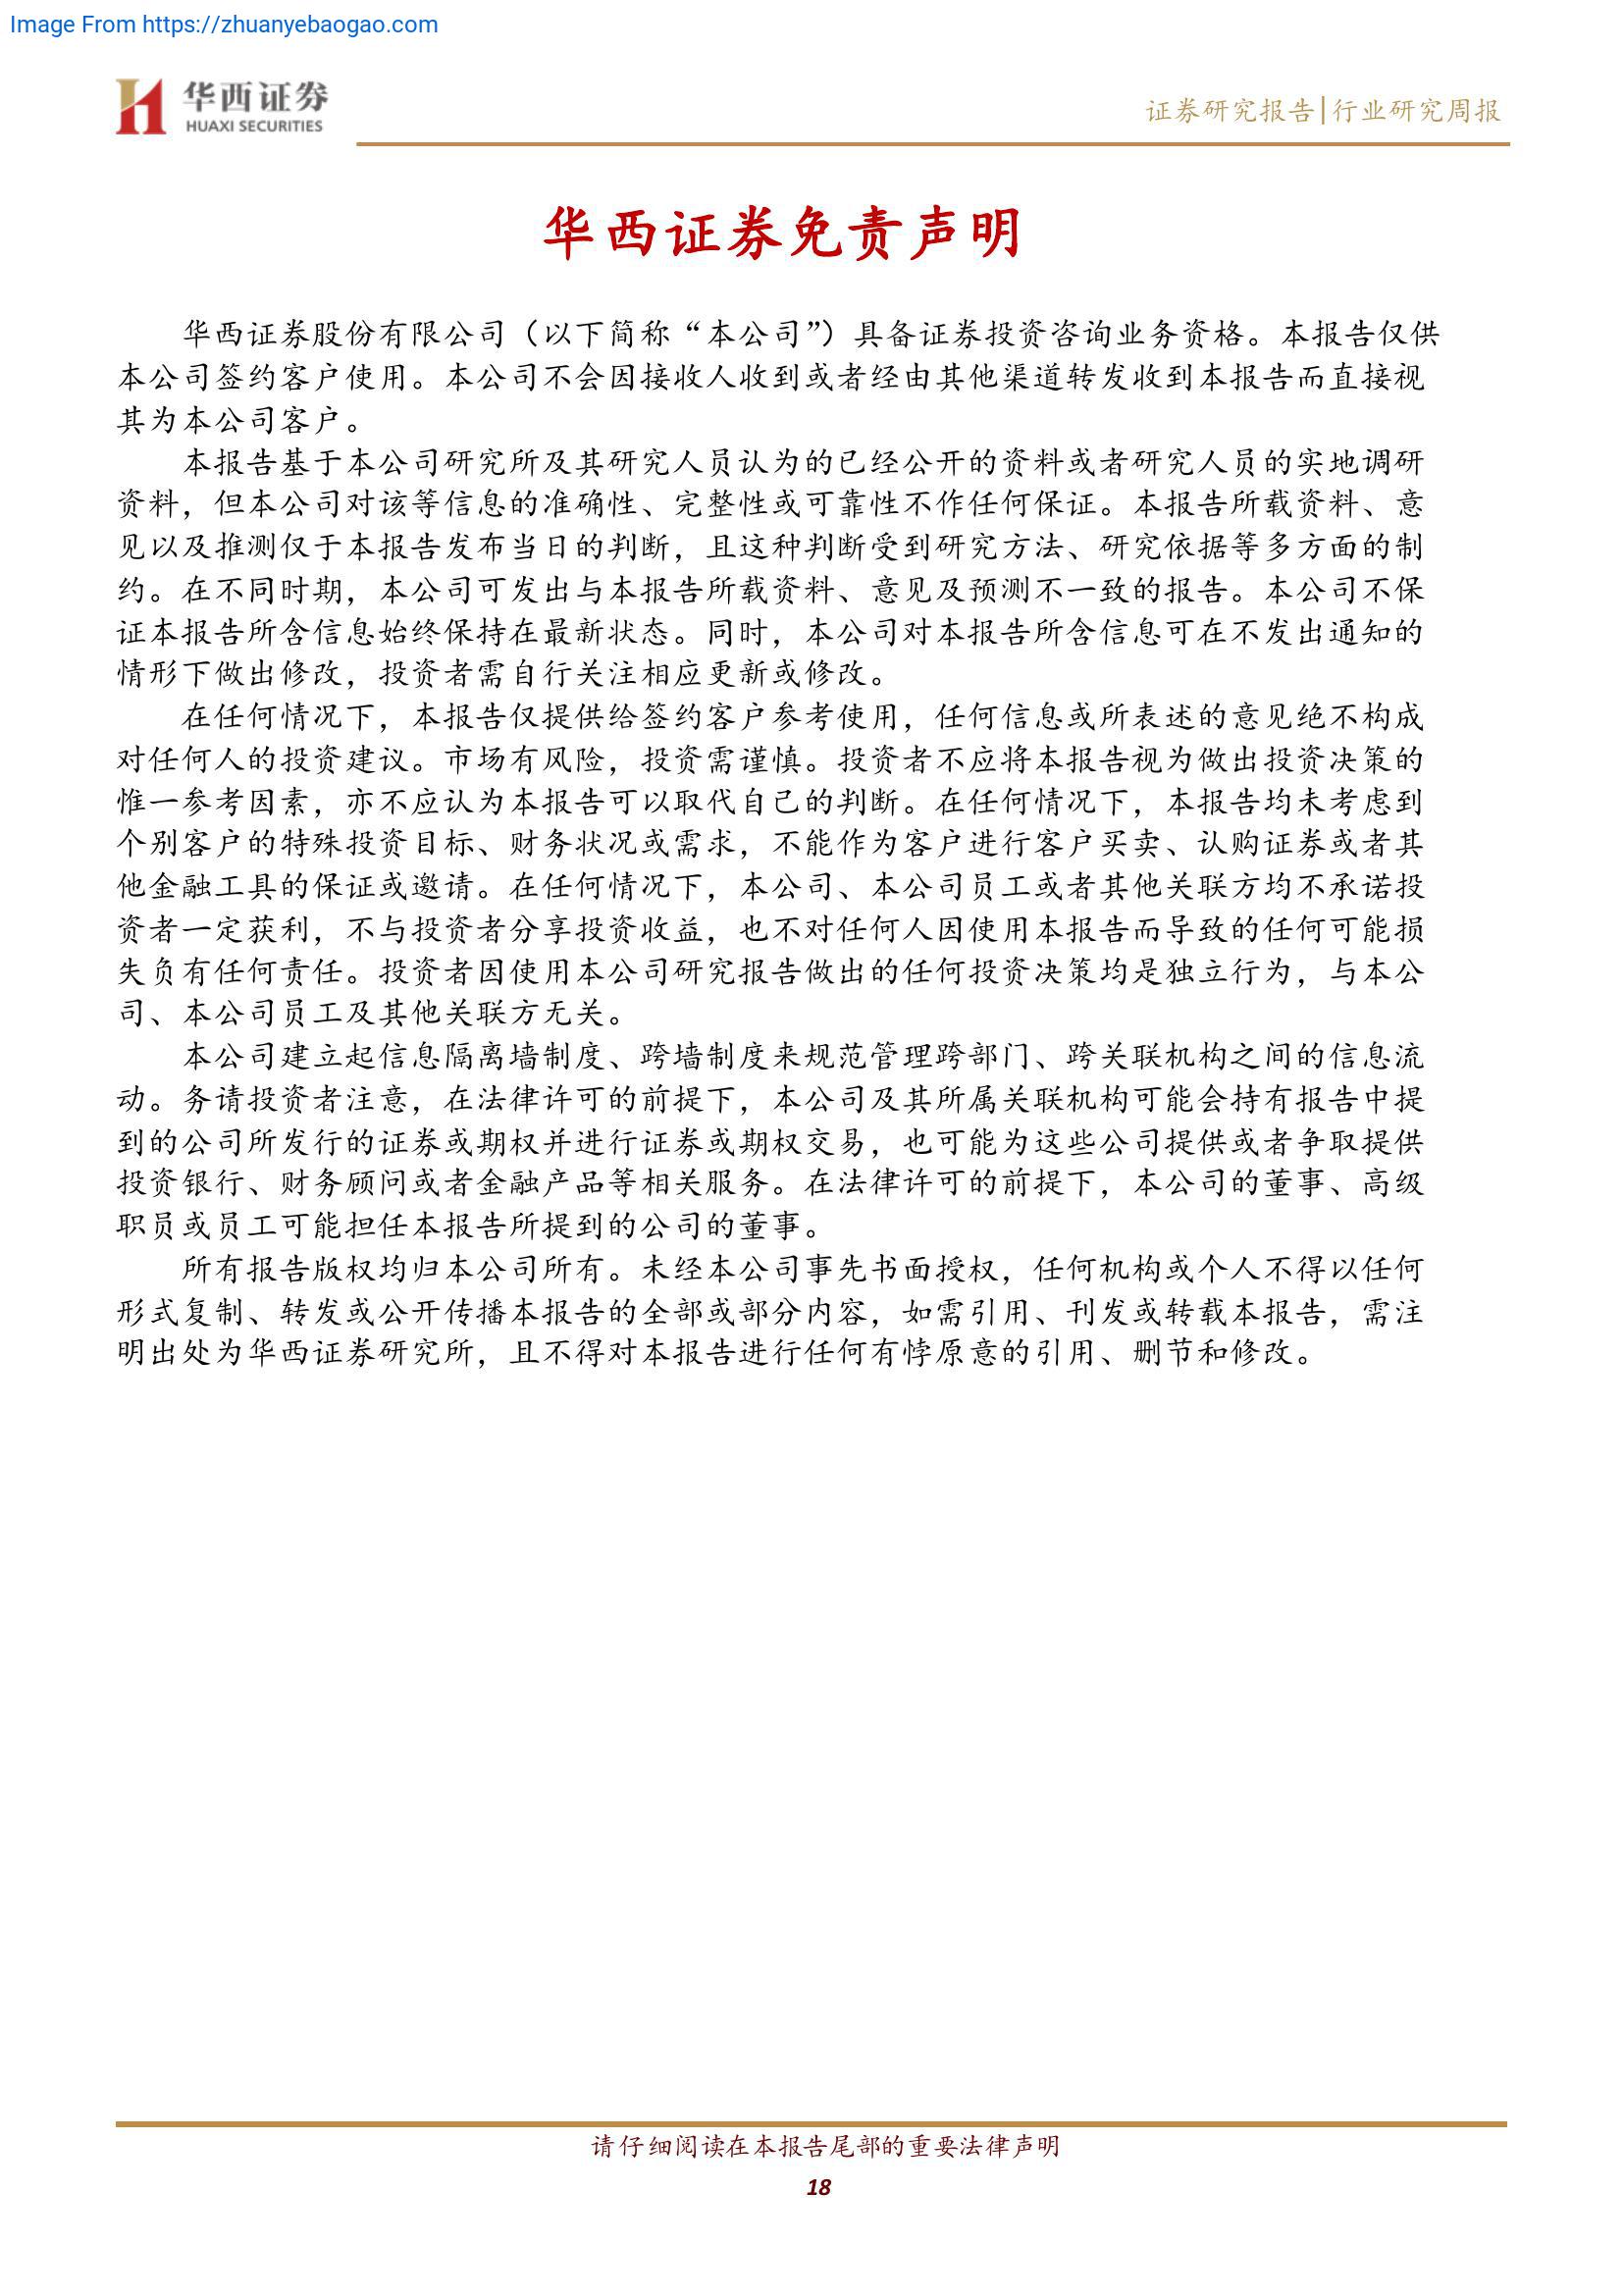 Image From https://zhuanyebaogao.com
华西证券
HUAXI SECURITIES
证券研究报告|行业研究周报
华西证券免责声明
华西证券股份有限公司（以下简称“本公司”）具备证券投资咨询业务资格。本报告仅供
本公司签约客户使用。本公司不会因接收人收到或者经由其他渠道转发收到本报告而直接视
其为本公司客户。
本报告基于本公司研究所及其研究人员认为的已经公开的资料或者研究人员的实地调研
资料，但本公司对该等信息的准确性、完整性或可靠性不作任何保证。本报告所载资料、意
见以及推测仅于本报告发布当日的判断，且这种判断受到研究方法、研究依据等多方面的制
约。在不同时期，本公司可发出与本报告所载资料、意见及预测不一致的报告。本公司不保
证本报告所含信息始终保持在最新状态。同时，本公司对本报告所含信息可在不发出通知的
情形下做出修改，投资者需自行关注相应更新或修改。
在任何情况下，本报告仅提供给签约客户参考使用，任何信息或所表述的意见绝不构成
对任何人的投资建议。市场有风险，投资需谨慎。投资者不应将本报告视为做出投资决策的
惟一参考因素，亦不应认为本报告可以取代自己的判断。在任何情况下，本报告均未考虑到
个别客户的特殊投资目标、财务状况或需求，不能作为客户进行客户买卖、认购证券或者其
他金融工具的保证或邀请。在任何情况下，本公司、本公司员工或者其他关联方均不承诺投
资者一定获利，不与投资者分享投资收益，也不对任何人因使用本报告而导致的任何可能损
失负有任何责任。投资者因使用本公司研究报告做出的任何投资决策均是独立行为，与本公
司、本公司员工及其他关联方无关。
本公司建立起信息隔离墙制度、跨墙制度来规范管理跨部门、跨关联机构之间的信息流
动。务请投资者注意，在法律许可的前提下，本公司及其所属关联机构可能会持有报告中提
到的公司所发行的证券或期权并进行证券或期权交易，也可能为这些公司提供或者争取提供
投资银行、财务顾问或者金融产品等相关服务。在法律许可的前提下，本公司的董事、高级
职员或员工可能担任本报告所提到的公司的董事。
所有报告版权均归本公司所有。未经本公司事先书面授权，任何机构或个人不得以任何
形式复制、转发或公开传播本报告的全部或部分内容，如需引用、刊发或转载本报告，需注
明出处为华西证券研究所，且不得对本报告进行任何有悖原意的引用、删节和修改。
请仔细阅读在本报告尾部的重要法律声明
18